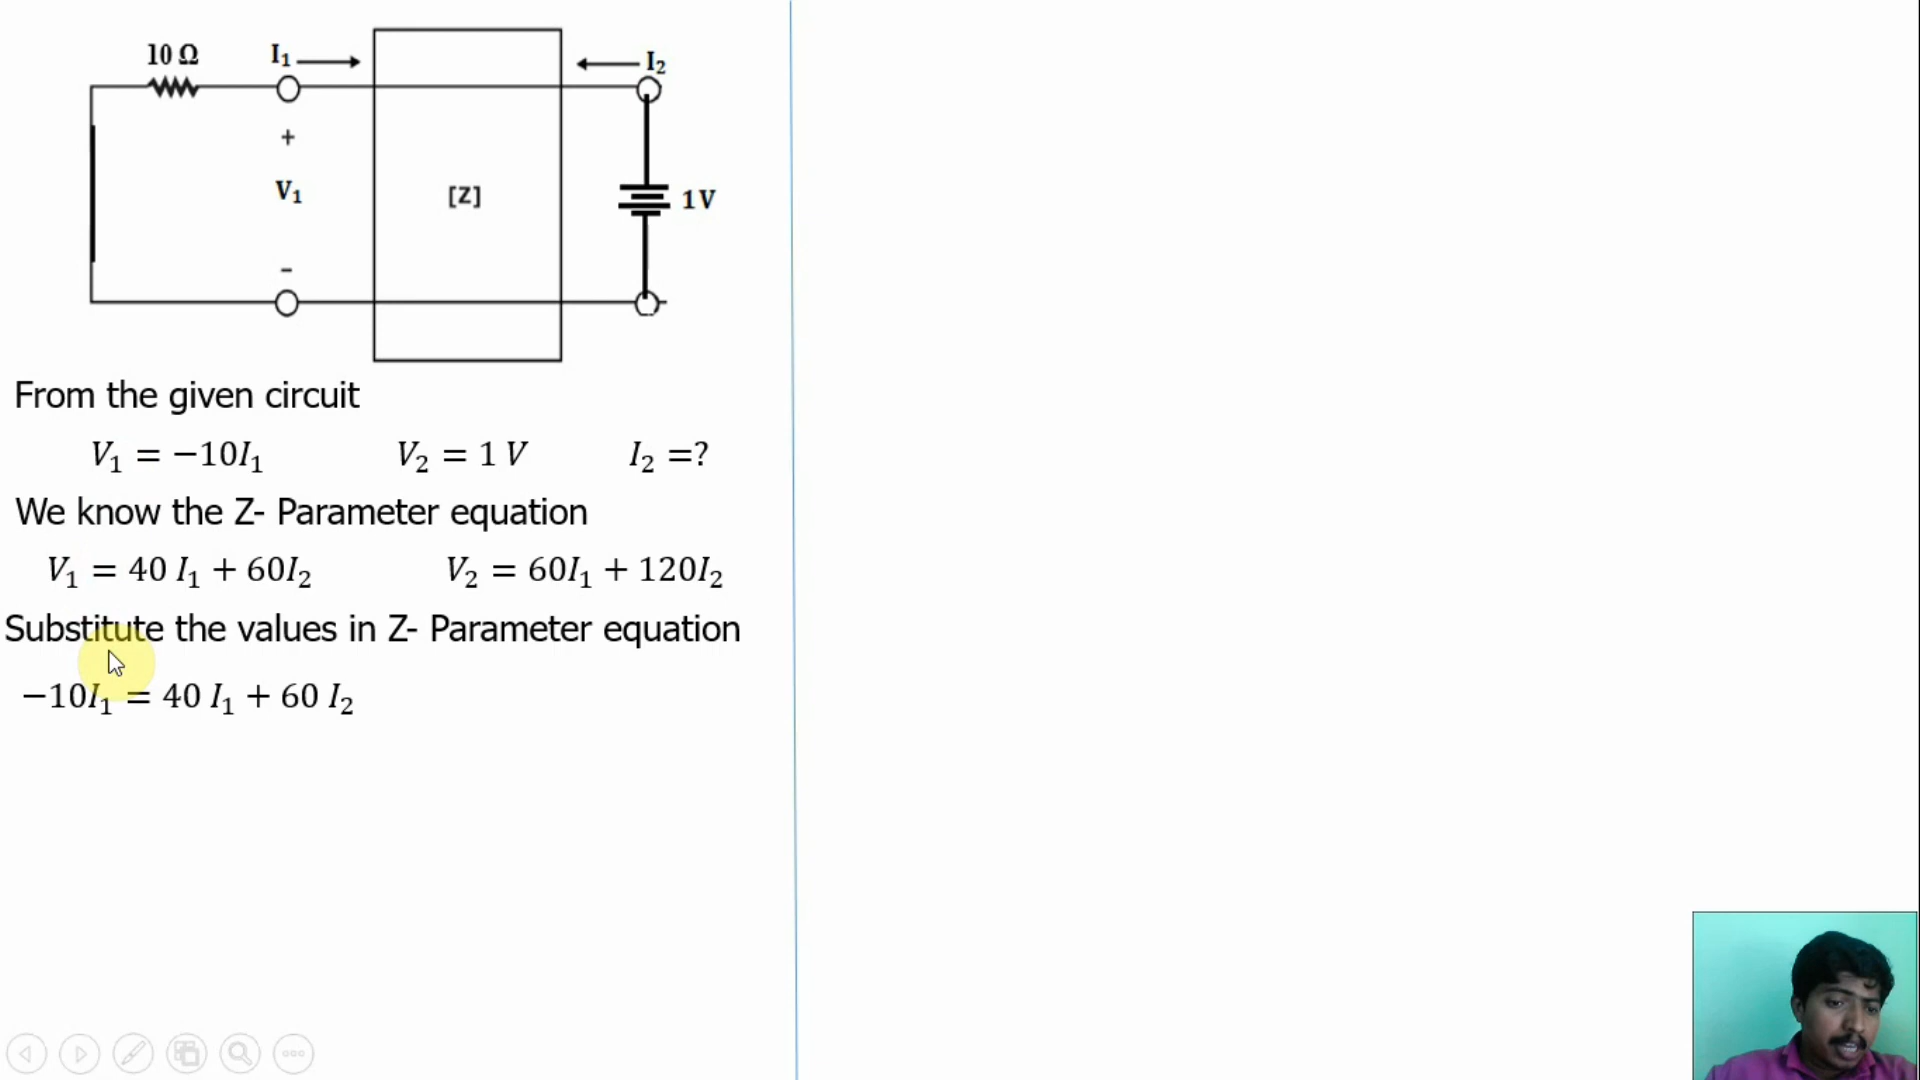 10 Ω
I₁
I₂
+
V₁
[Z]
1 V
-
From the given circuit
V₁ = −10I₁ V₂ = 1 V I₂ =?
We know the Z- Parameter equation
V₁ = 40 I₁ + 60I₂ V₂ = 60I₁ + 120I₂
Substitute the values in Z- Parameter equation
−10I₁ = 40 I₁ + 60 I₂